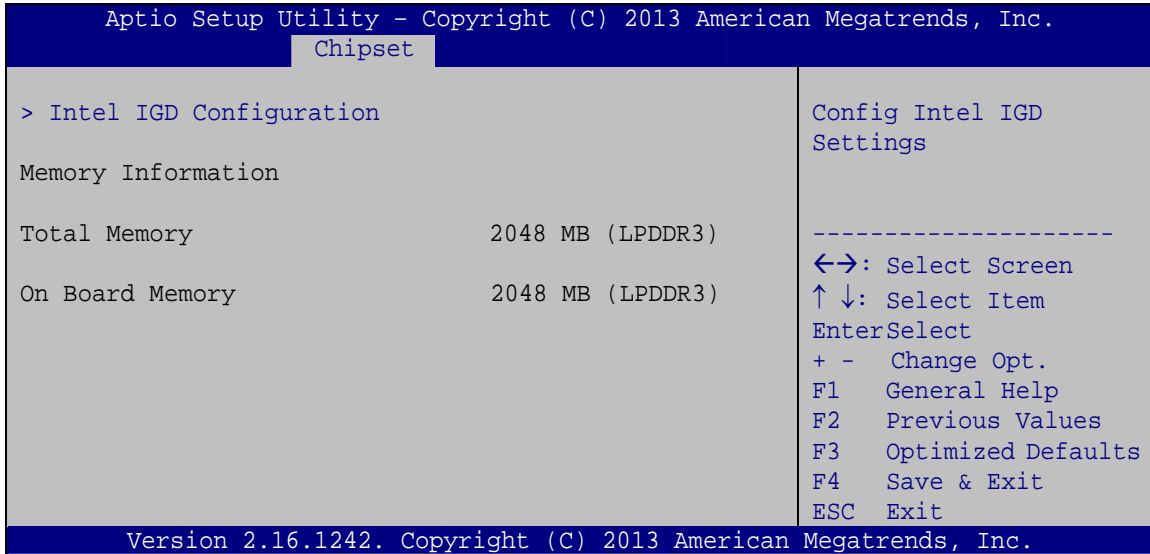 Aptio Setup Utility – Copyright (C) 2013 American Megatrends, Inc.
Chipset
> Intel IGD Configuration
Memory Information
Total Memory 2048 MB (LPDDR3)
On Board Memory 2048 MB (LPDDR3)
Config Intel IGD
Settings
---------------------
←→: Select Screen
↑ ↓: Select Item
EnterSelect
+ - Change Opt.
F1 General Help
F2 Previous Values
F3 Optimized Defaults
F4 Save & Exit
ESC Exit
Version 2.16.1242. Copyright (C) 2013 American Megatrends, Inc.